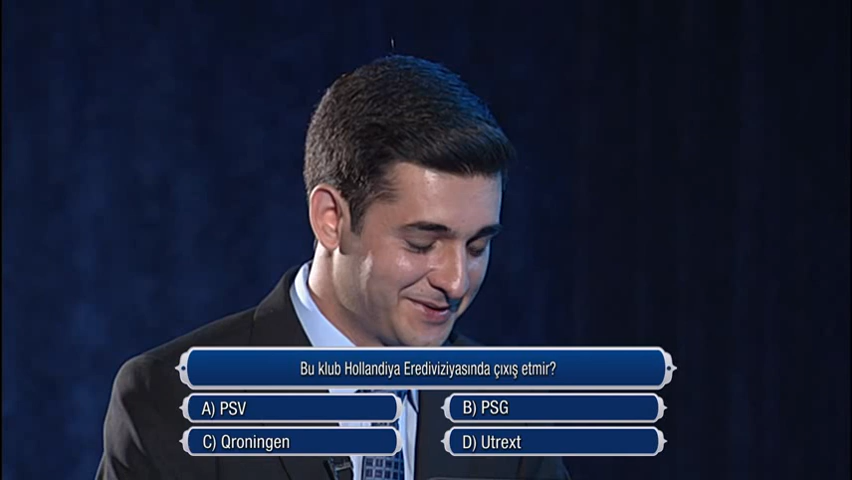 Bu klub Hollandiya Erediviziyasında çıxış etmir?
A) PSV
B) PSG
C) Qroningen
D) Utrext